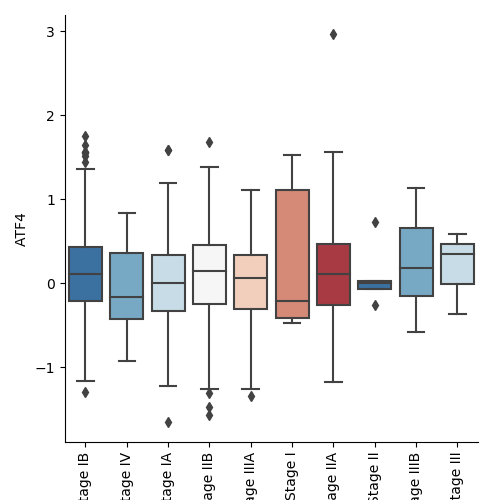 3
2
1
0
−1
ATF4
tage IB
tage IV
tage IA
age IIB
age IIIA
Stage I
age IIA
Stage II
age IIIB
tage III